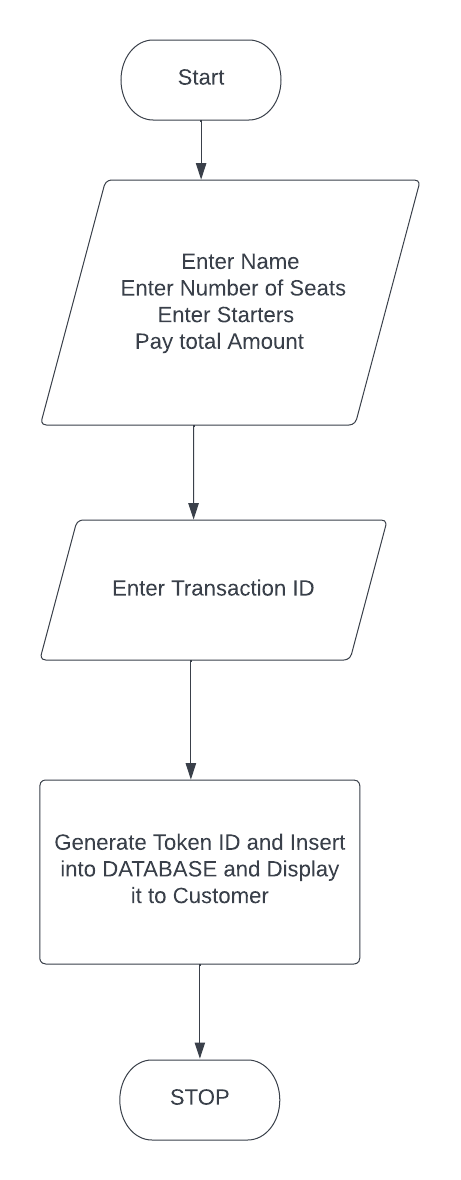 Start
Enter Name
Enter Number of Seats
Enter Starters
Pay total Amount
Enter Transaction ID
Generate Token ID and Insert
into DATABASE and Display
it to Customer
STOP